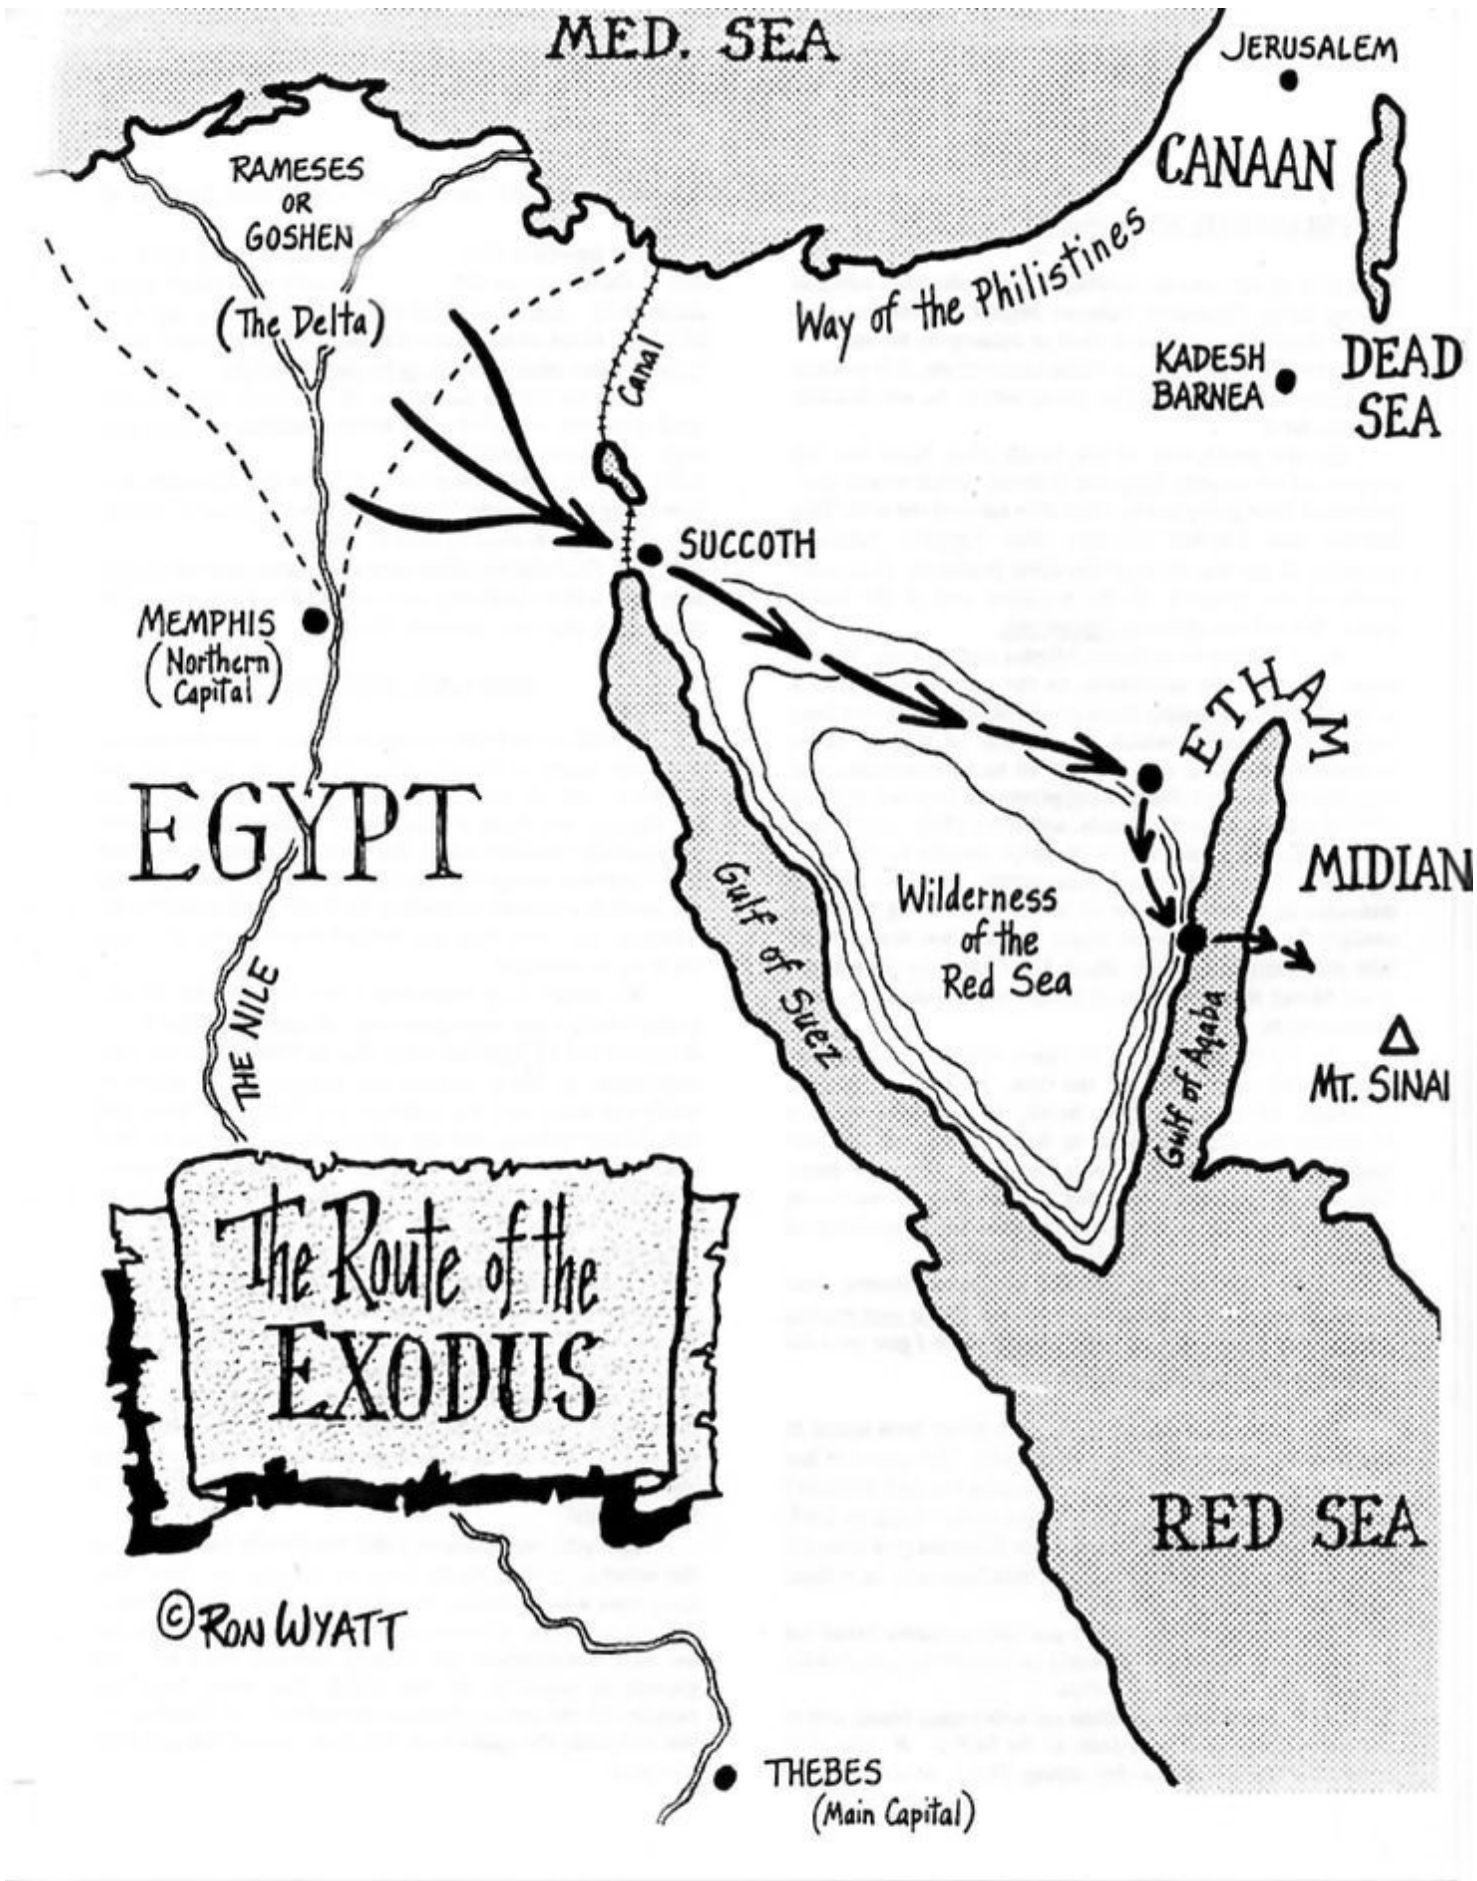 MED. SEA
JERUSALEM
CANAAN
RAMESES
OR
GOSHEN
(The Delta)
Way of the Philistines
Canal
KADESH
BARNEA
DEAD
SEA
SUCCOTH
MEMPHIS
(Northern
Capital)
ETHAM
EGYPT
MIDIAN
Wilderness
of the
Red Sea
Gulf of Suez
THE NILE
Gulf of Aqaba
MT. SINAI
The Route of the
EXODUS
RED SEA
© RON WYATT
THEBES
(Main Capital)